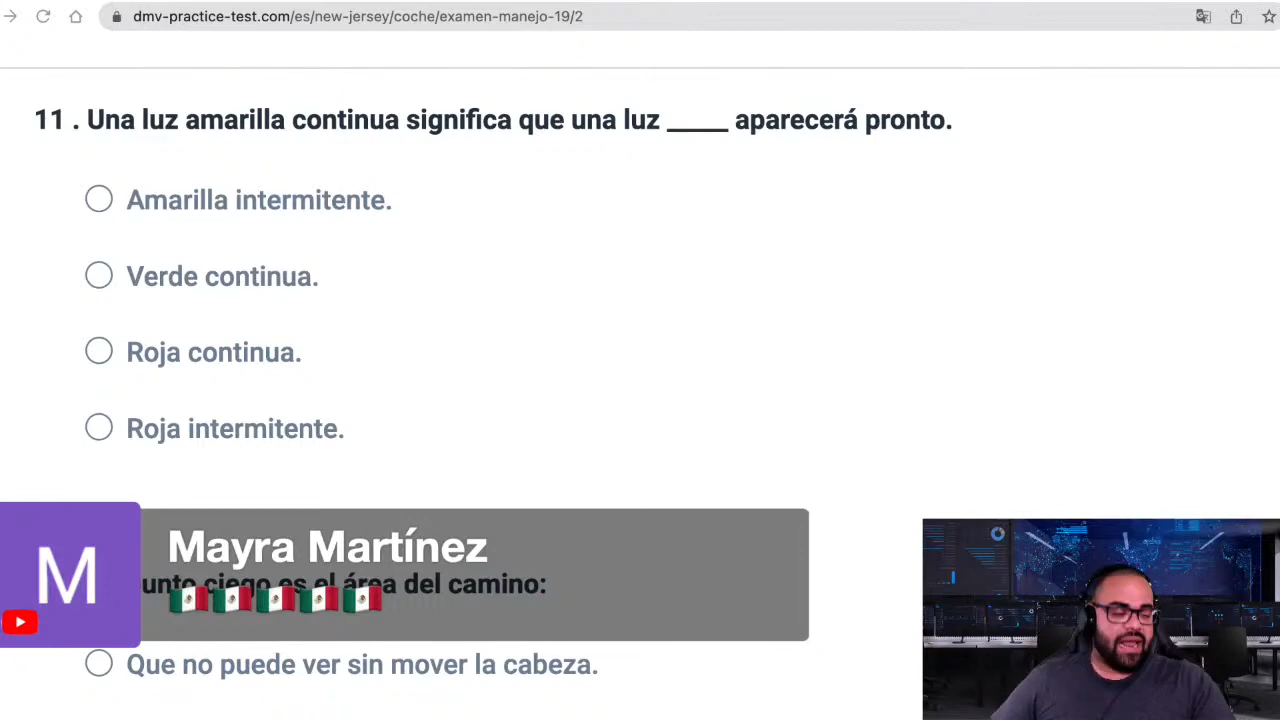 dmv-practice-test.com/es/new-jersey/coche/examen-manejo-19/2
11 . Una luz amarilla continua significa que una luz _____ aparecerá pronto.
Amarilla intermitente.
Verde continua.
Roja continua.
Roja intermitente.
M
Mayra Martínez
unto ciego es el área del camino:
Que no puede ver sin mover la cabeza.